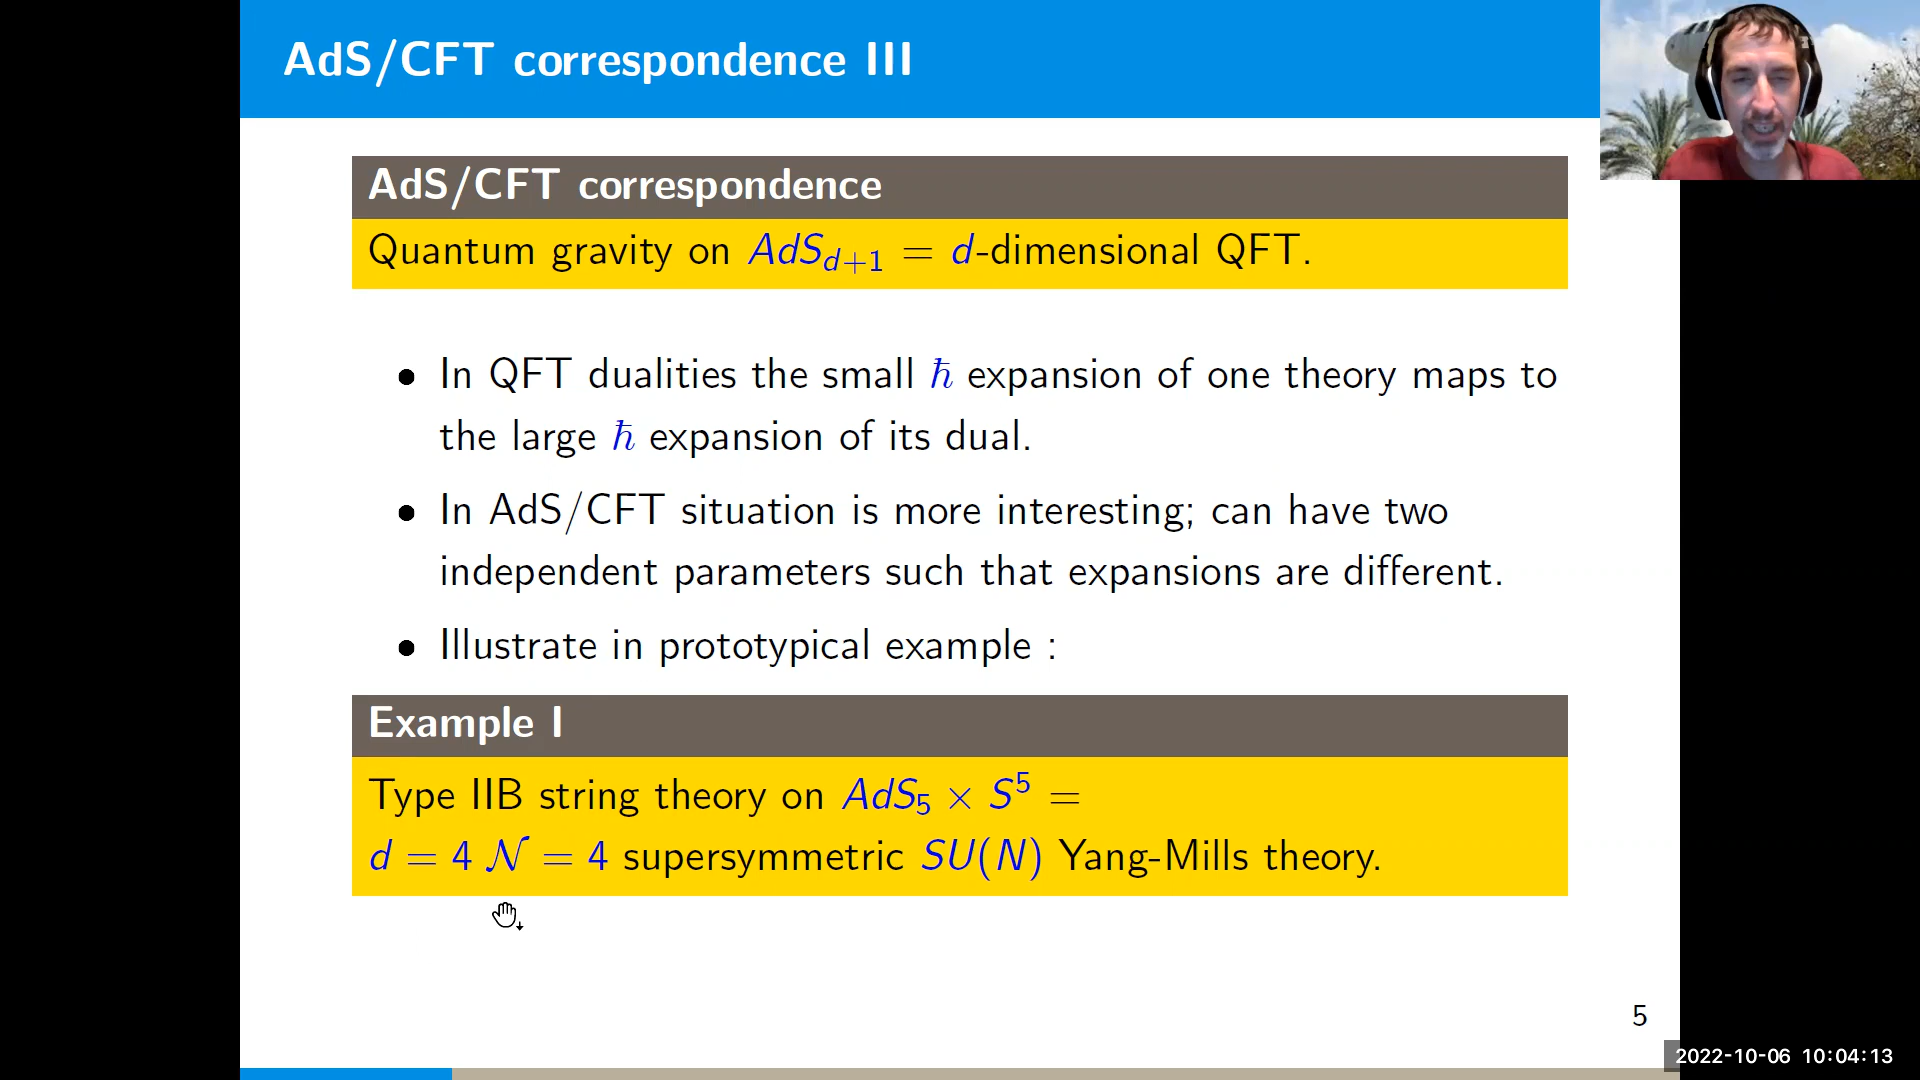 AdS/CFT correspondence III
AdS/CFT correspondence
Quantum gravity on AdS_{d+1} = d-dimensional QFT.
• In QFT dualities the small ℏ expansion of one theory maps to
the large ℏ expansion of its dual.
• In AdS/CFT situation is more interesting; can have two
independent parameters such that expansions are different.
• Illustrate in prototypical example :
Example I
Type IIB string theory on AdS₅ × S⁵ =
d = 4 𝒩 = 4 supersymmetric SU(N) Yang-Mills theory.
5
2022-10-06 10:04:13